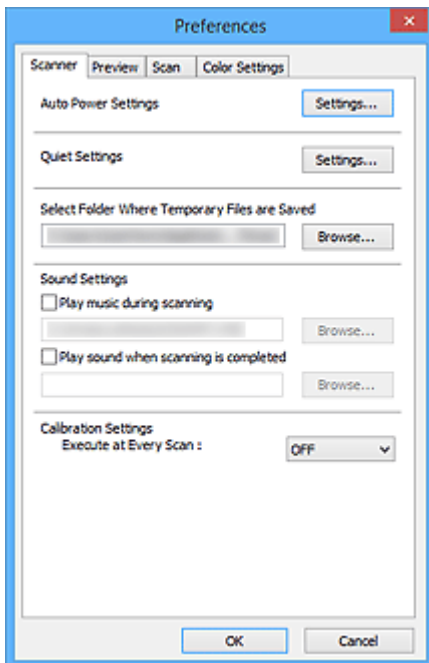 Preferences
Scanner Preview Scan Color Settings
Auto Power Settings Settings...
Quiet Settings Settings...
Select Folder Where Temporary Files are Saved
Browse...
Sound Settings
Play music during scanning
Browse...
Play sound when scanning is completed
Browse...
Calibration Settings
Execute at Every Scan :
OFF
OK Cancel